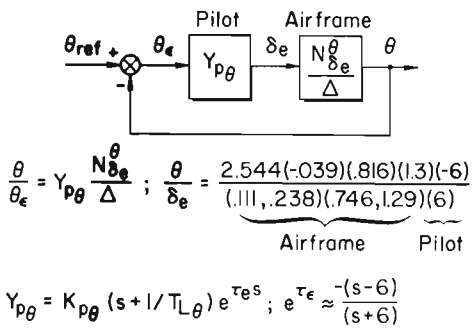 Pilot Airframe
θref + θϵ Ypθ δe Nθδe/Δ θ
-
θ/θϵ = Ypθ Nθδe/Δ ; θ/δe = 2.544(-.039)(.816)(1.3)(-6)/(.111,.238)(.746,1.29)(6)
Airframe Pilot
Ypθ = Kpθ (s+1/TLθ) e^τes ; e^τϵ ≈ -(s-6)/(s+6)